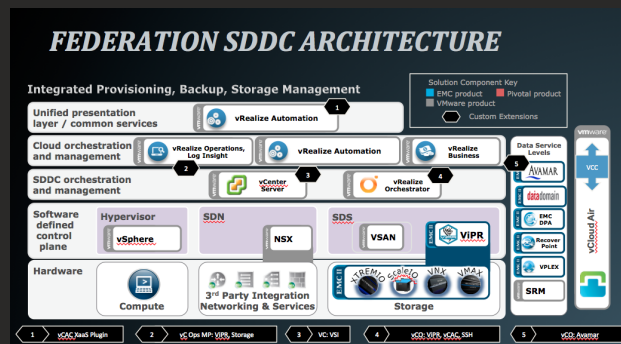 FEDERATION SDDC ARCHITECTURE
Integrated Provisioning, Backup, Storage Management
Solution Component Key
EMC product
Pivotal product
VMware product
Custom Extensions
Unified presentation
layer / common services
vRealize Automation
1
Cloud orchestration
and management
vRealize Operations,
Log Insight
vRealize Automation
vRealize
Business
2
SDDC orchestration
and management
vCenter
Server
3
vRealize
Orchestrator
4
Software
defined
control
plane
Hypervisor
vSphere
SDN
NSX
SDS
VSAN
EMC II
ViPR
Hardware
Compute
3rd Party Integration
Networking & Services
EMC II
XTREMIO
ScaleIO
VNX
VMAX
Storage
Data Service
Levels
5
AVAMAR
datadomain
EMC
DPA
Recover
Point
VPLEX
SRM
vmware
VCC
vCloud Air
1
vCAC XaaS Plugin
2
vC Ops MP: ViPR, Storage
3
VC: VSI
4
vCO: ViPR, vCAC, SSH
5
vCO: Avamar